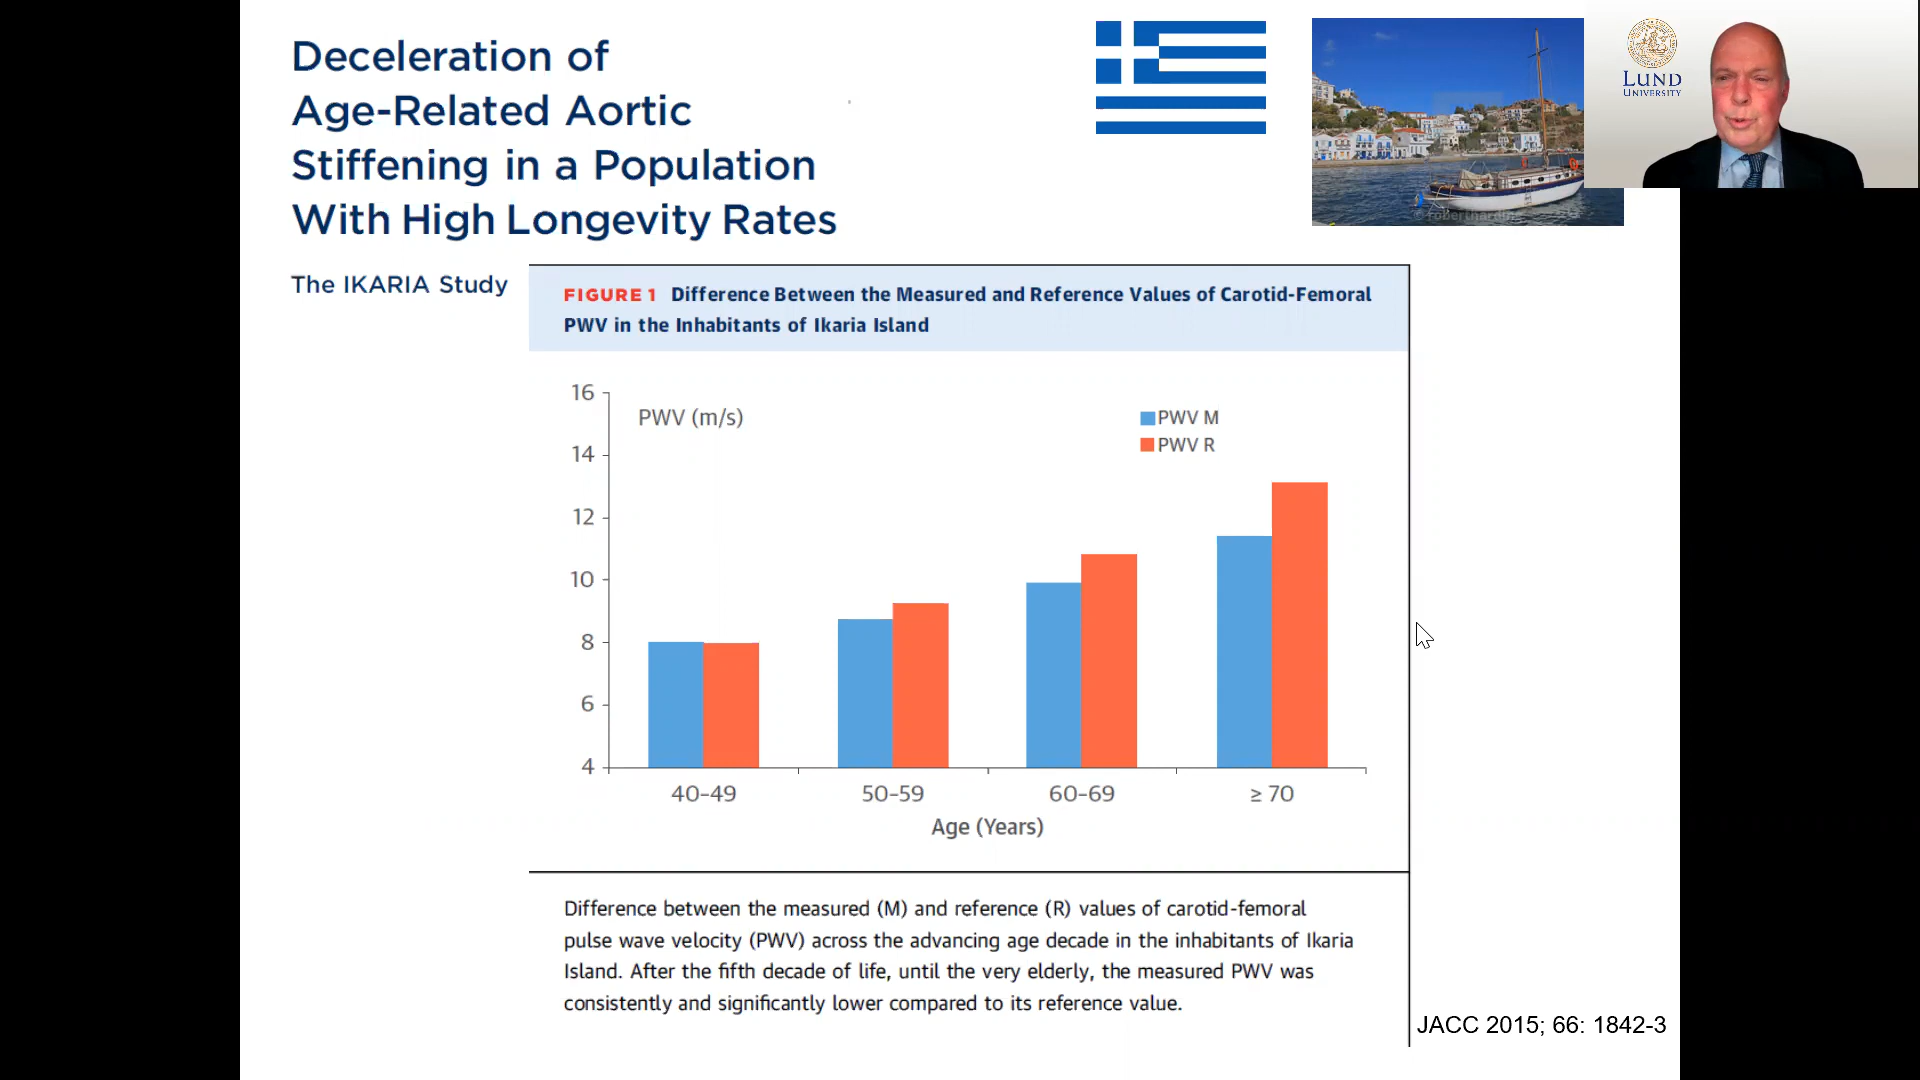 Deceleration of
Age-Related Aortic
Stiffening in a Population
With High Longevity Rates
The IKARIA Study
LUND
UNIVERSITY
© robertharding
FIGURE 1 Difference Between the Measured and Reference Values of Carotid-Femoral
PWV in the Inhabitants of Ikaria Island
PWV (m/s)
PWV M
PWV R
16
14
12
10
8
6
4
40–49 50–59 60–69 ≥ 70
Age (Years)
Difference between the measured (M) and reference (R) values of carotid-femoral
pulse wave velocity (PWV) across the advancing age decade in the inhabitants of Ikaria
Island. After the fifth decade of life, until the very elderly, the measured PWV was
consistently and significantly lower compared to its reference value.
JACC 2015; 66: 1842-3